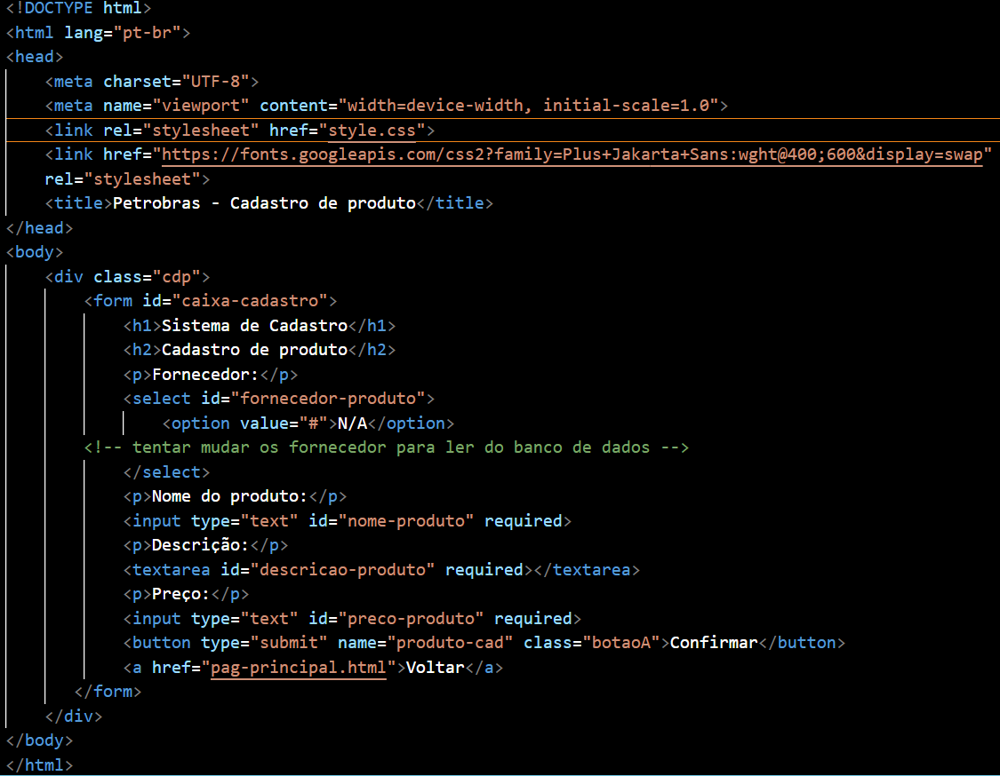 <!DOCTYPE html>
<html lang="pt-br">
<head>
    <meta charset="UTF-8">
    <meta name="viewport" content="width=device-width, initial-scale=1.0">
    <link rel="stylesheet" href="style.css">
    <link href="https://fonts.googleapis.com/css2?family=Plus+Jakarta+Sans:wght@400;600&display=swap"
    rel="stylesheet">
    <title>Petrobras - Cadastro de produto</title>
</head>
<body>
    <div class="cdp">
        <form id="caixa-cadastro">
            <h1>Sistema de Cadastro</h1>
            <h2>Cadastro de produto</h2>
            <p>Fornecedor:</p>
            <select id="fornecedor-produto">
                <option value="#">N/A</option>
        <!-- tentar mudar os fornecedor para ler do banco de dados -->
            </select>
            <p>Nome do produto:</p>
            <input type="text" id="nome-produto" required>
            <p>Descrição:</p>
            <textarea id="descricao-produto" required></textarea>
            <p>Preço:</p>
            <input type="text" id="preco-produto" required>
            <button type="submit" name="produto-cad" class="botaoA">Confirmar</button>
            <a href="pag-principal.html">Voltar</a>
       </form>
    </div>
</body>
</html>